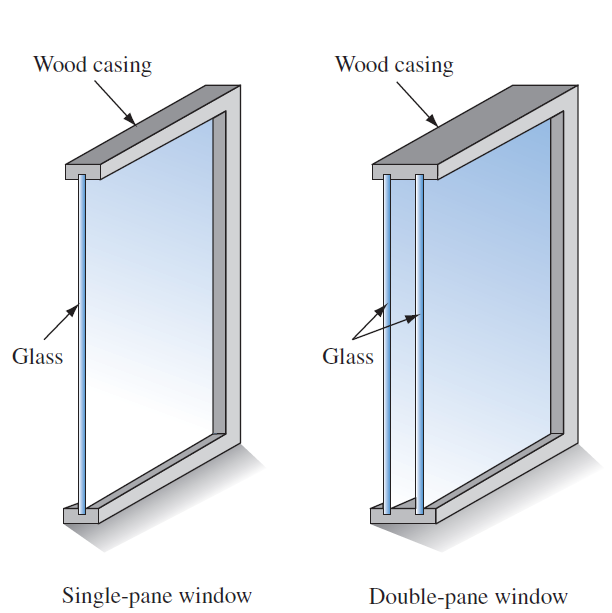 Wood casing
Wood casing
Glass
Glass
Single-pane window
Double-pane window